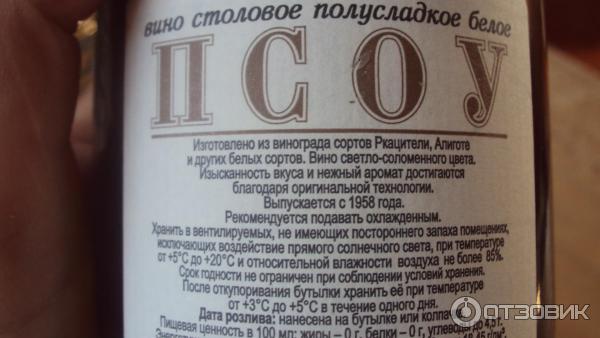 вино столовое полусладкое белое
ПСОУ
Изготовлено из винограда сортов Ркацители, Алиготе
и других белых сортов. Вино светло-соломенного цвета.
Изысканность вкуса и нежный аромат достигаются
благодаря оригинальной технологии.
Выпускается с 1958 года.
Рекомендуется подавать охлажденным.
Хранить в вентилируемых, не имеющих постороннего запаха помещениях,
исключающих воздействие прямого солнечного света, при температуре
от +5°С до +20°С и относительной влажности воздуха не более 85%.
Срок годности не ограничен при соблюдении условий хранения.
После откупоривания бутылки хранить её при температуре
от +3°С до +5°С в течение одного дня.
Дата розлива: нанесена на бутылке или
Пищевая ценность в 100 мл: жиры – 0 г, белки – 0 г, углеводы до 4,5 г.
ОТЗОВИК